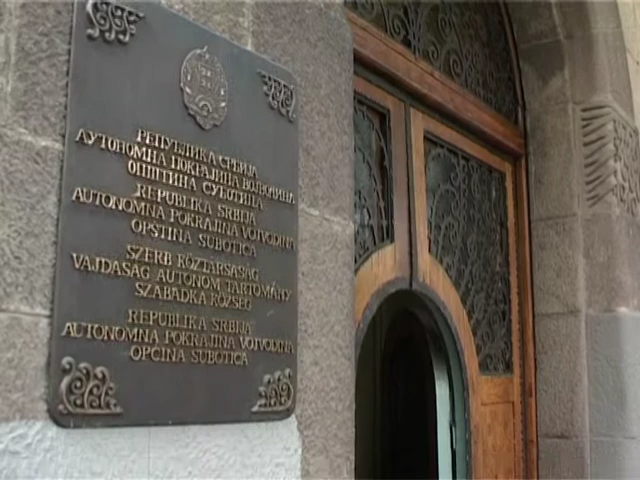 РЕПУБЛИКА СРБИЈА
АУТОНОМНА ПОКРАЈИНА ВОЈВОДИНА
ОПШТИНА СУБОТИЦА
REPUBLIKA SRBIJA
AUTONOMNA POKRAJINA VOJVODINA
OPŠTINA SUBOTICA
SZERB KÖZTÁRSASÁG
VAJDASÁG AUTONOM TARTOMÁNY
SZABADKA KÖZSÉG
REPUBLIKA SRBIJA
AUTONOMNA POKRAJINA VOJVODINA
OPĆINA SUBOTICA